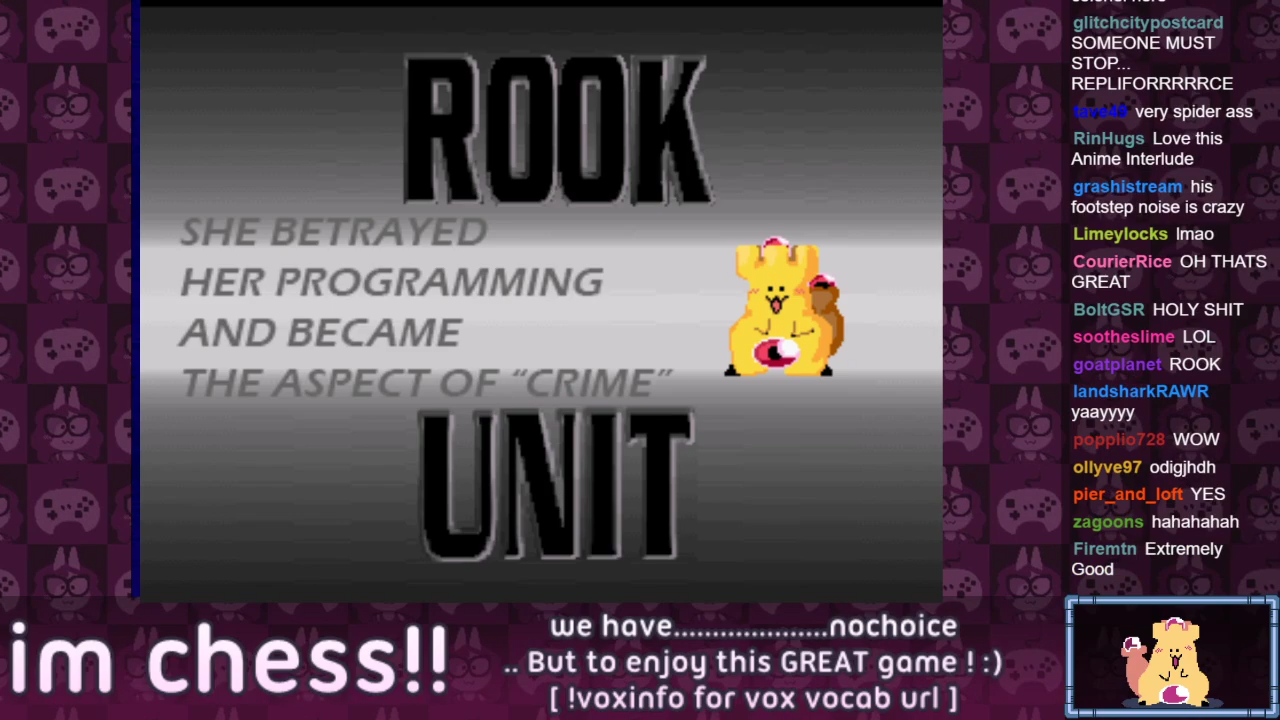 ROOK
SHE BETRAYED
HER PROGRAMMING
AND BECAME
THE ASPECT OF “CRIME”
UNIT
glitchcitypostcard
SOMEONE MUST
STOP...
REPLIFORRRRRCE
tave45 very spider ass
RinHugs Love this
Anime Interlude
grashistream his
footstep noise is crazy
Limeylocks lmao
CourierRice OH THATS
GREAT
BoltGSR HOLY SHIT
sootheslime LOL
goatplanet ROOK
landsharkRAWR
yaayyyy
popplio728 WOW
ollyve97 odigjhdh
pier_and_loft YES
zagoons hahahahah
Firemtn Extremely
Good
im chess!!
we have....................nochoice
.. But to enjoy this GREAT game ! :)
[ !voxinfo for vox vocab url ]